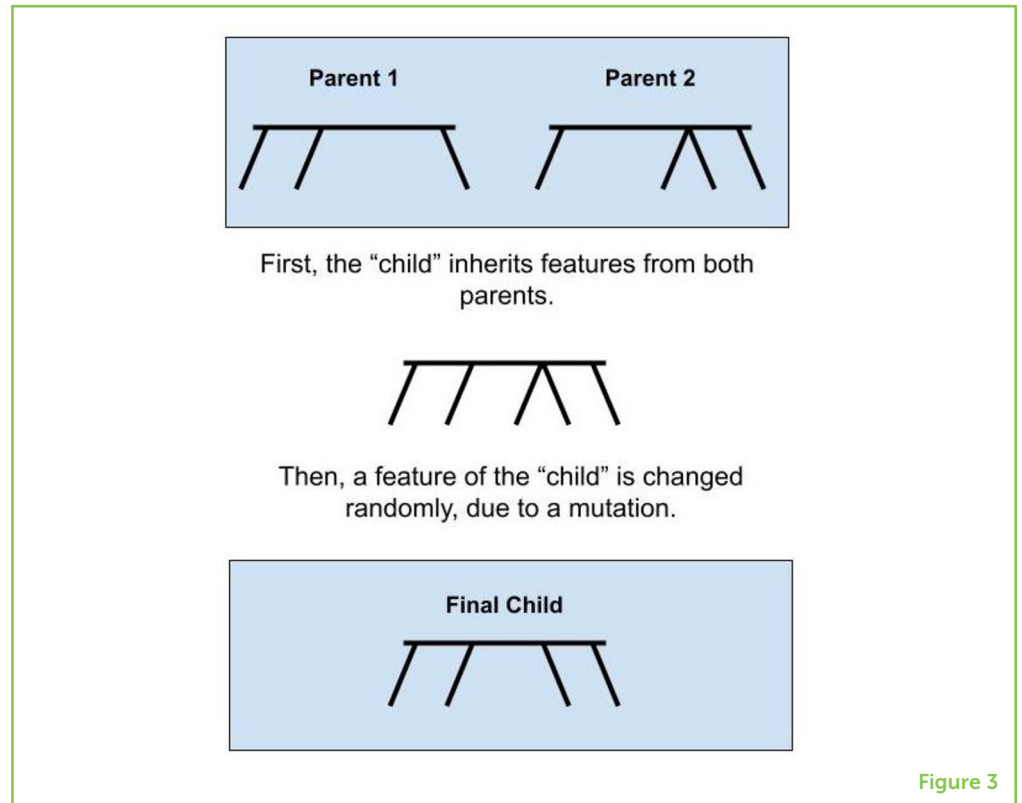 Parent 1 Parent 2
First, the “child” inherits features from both
parents.
Then, a feature of the “child” is changed
randomly, due to a mutation.
Final Child
Figure 3